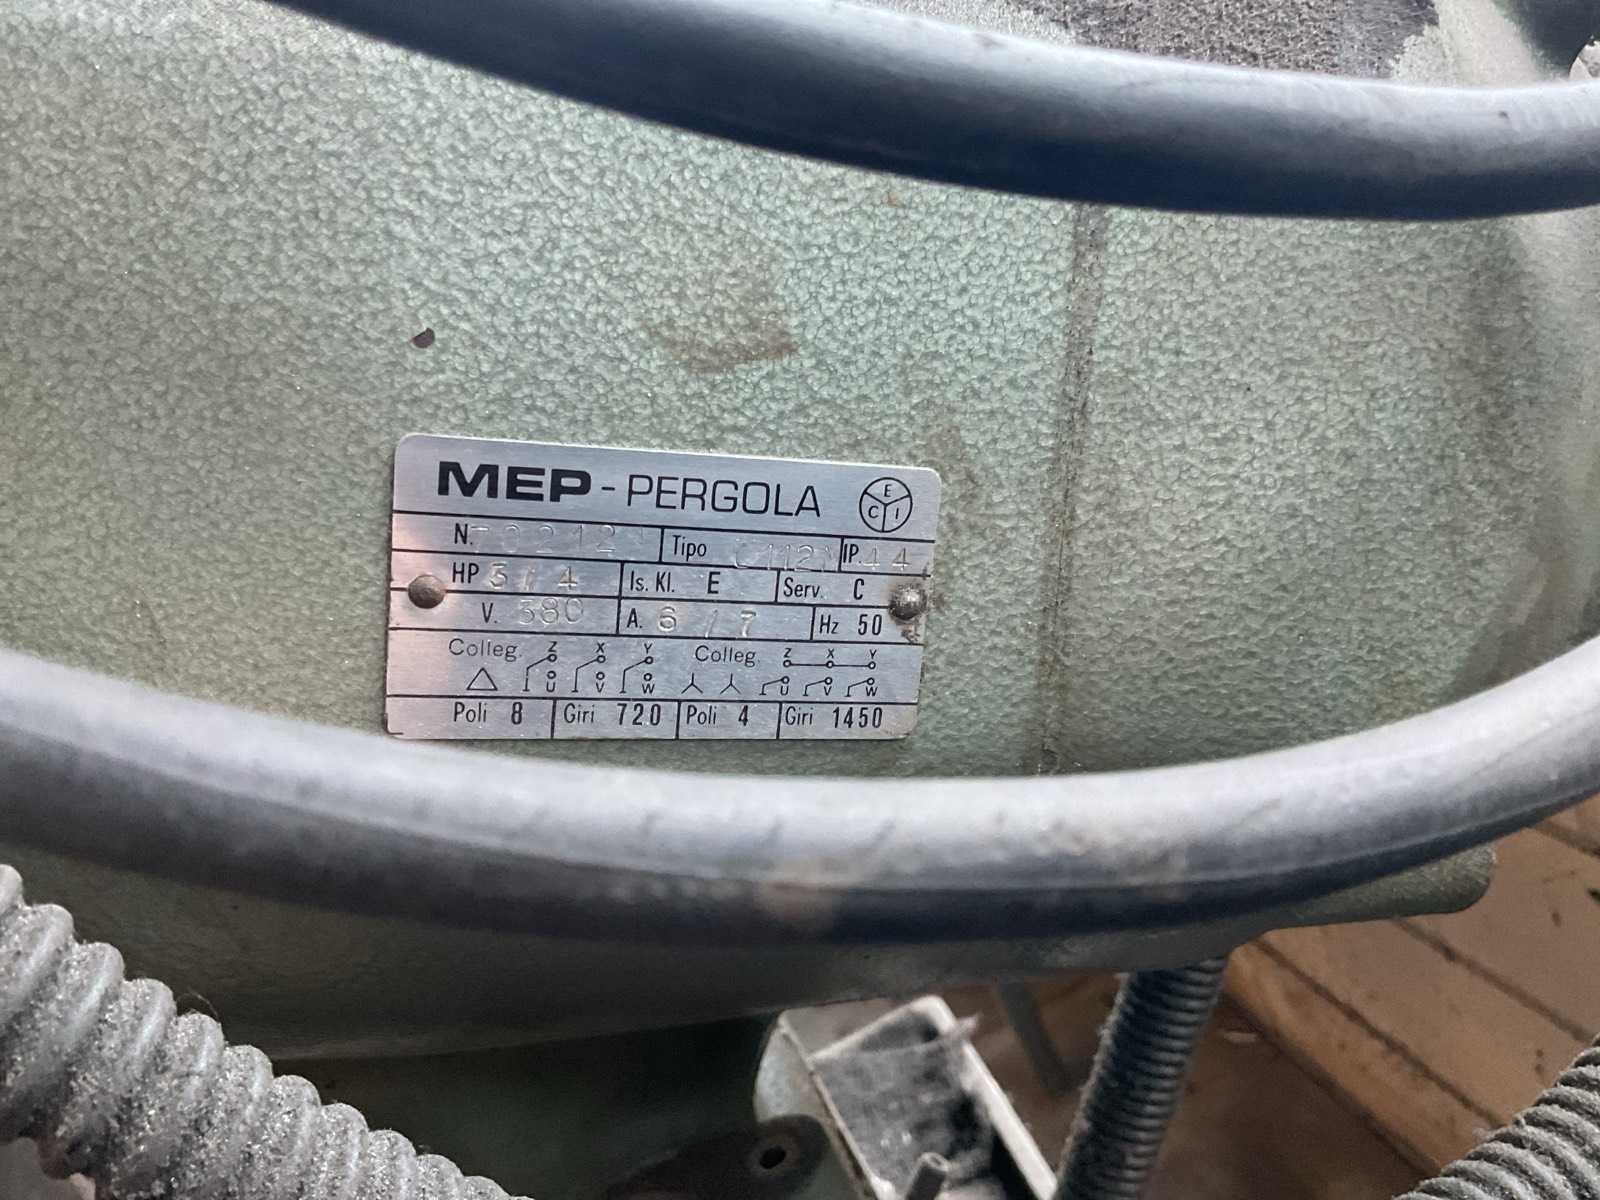 MEP - PERGOLA E C I
N. Tipo IP. 44
HP 3/4 Is. Kl. E Serv. C
V. 380 A. 6/7 Hz 50
Colleg. Z X Y Colleg. Z X Y
U V W U V W
Poli 8 Giri 720 Poli 4 Giri 1450